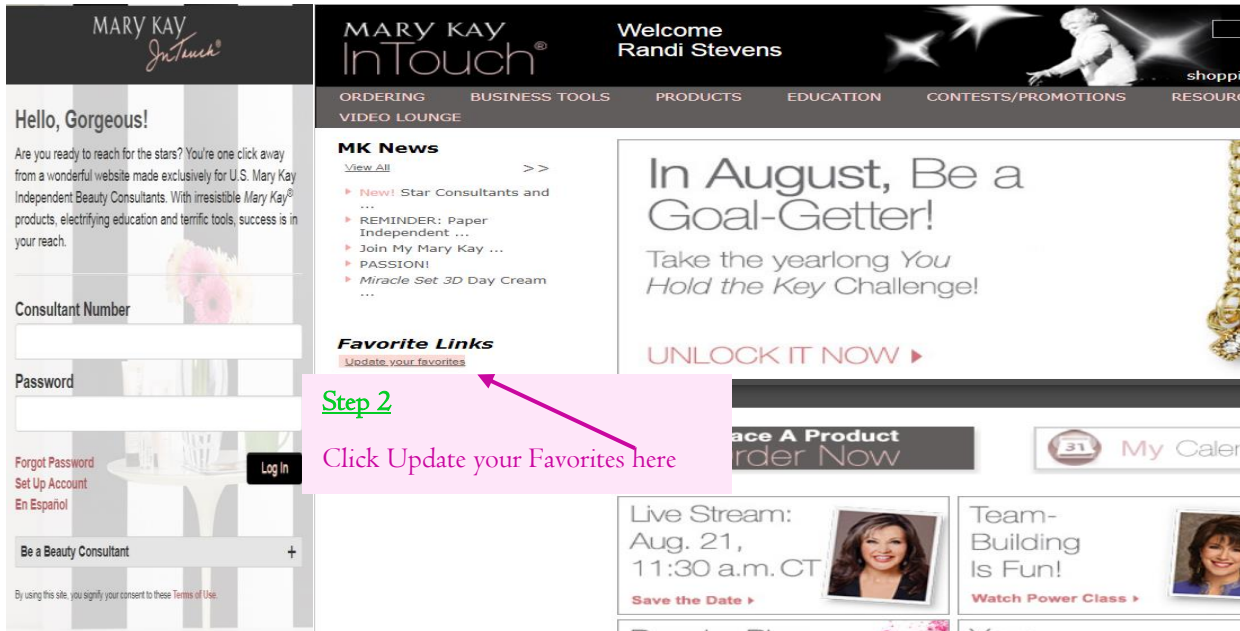 MARY KAY
InTouch®
Hello, Gorgeous!
Are you ready to reach for the stars? You're one click away
from a wonderful website made exclusively for U.S. Mary Kay
Independent Beauty Consultants. With irresistible Mary Kay®
products, electrifying education and terrific tools, success is in
your reach.
Consultant Number
Password
Forgot Password
Set Up Account
En Español
Log In
Be a Beauty Consultant +
By using this site, you signify your consent to these Terms of Use.
MARY KAY
InTouch®
Welcome
Randi Stevens
shoppi
ORDERING BUSINESS TOOLS PRODUCTS EDUCATION CONTESTS/PROMOTIONS RESOUR
VIDEO LOUNGE
MK News
View All >>
New! Star Consultants and
...
REMINDER: Paper
Independent ...
Join My Mary Kay ...
PASSION!
Miracle Set 3D Day Cream
...
Favorite Links
Update your favorites
In August, Be a
Goal-Getter!
Take the yearlong You
Hold the Key Challenge!
UNLOCK IT NOW
Step 2
Click Update your Favorites here
ace A Product
rder Now
31
My Caler
Live Stream:
Aug. 21,
11:30 a.m. CT
Save the Date
Team-
Building
Is Fun!
Watch Power Class